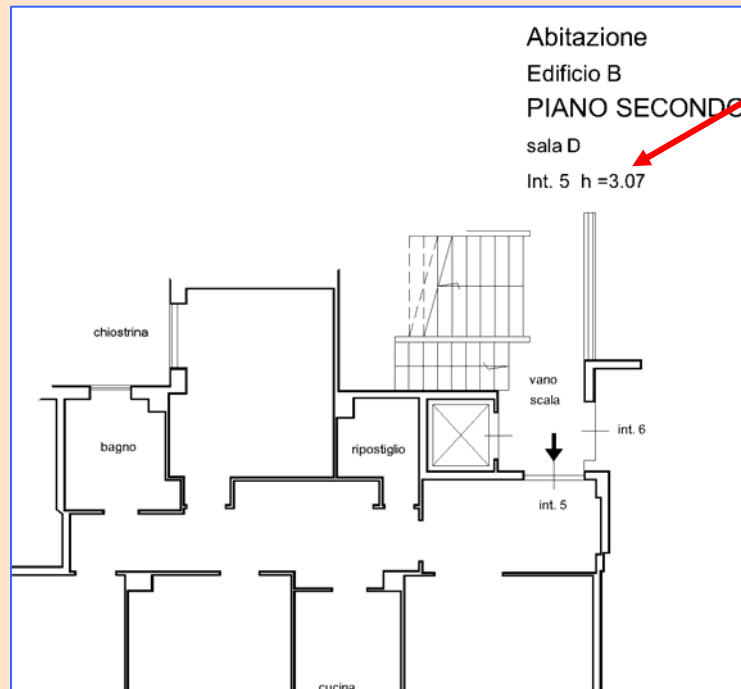 Abitazione
Edificio B
PIANO SECONDO
sala D
Int. 5 h =3.07
chiostrina
vano
scala
int. 6
bagno
ripostiglio
int. 5
cucina